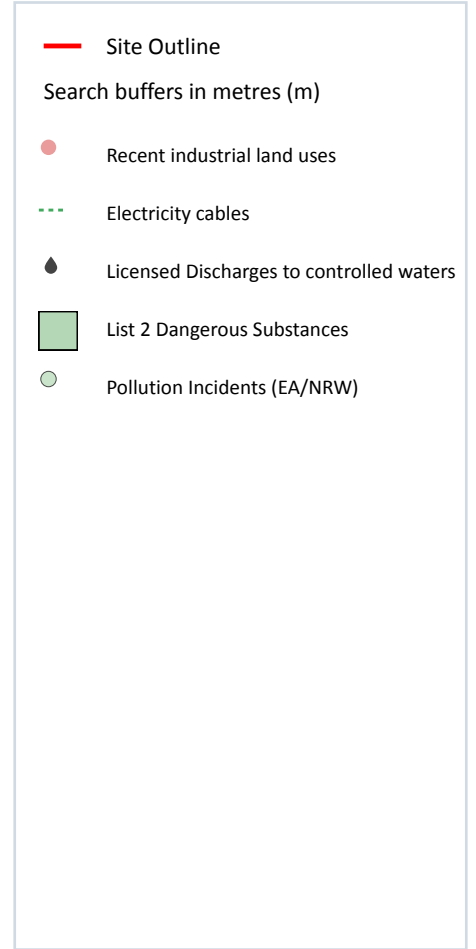 Site Outline
Search buffers in metres (m)
Recent industrial land uses
Electricity cables
Licensed Discharges to controlled waters
List 2 Dangerous Substances
Pollution Incidents (EA/NRW)